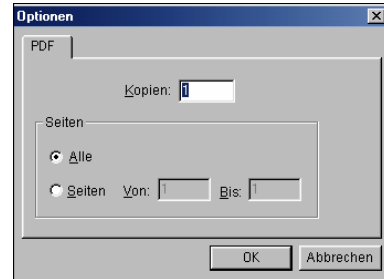 Optionen
PDF
Kopien: 1
Seiten
Alle
Seiten Von: 1 Bis: 1
OK Abbrechen